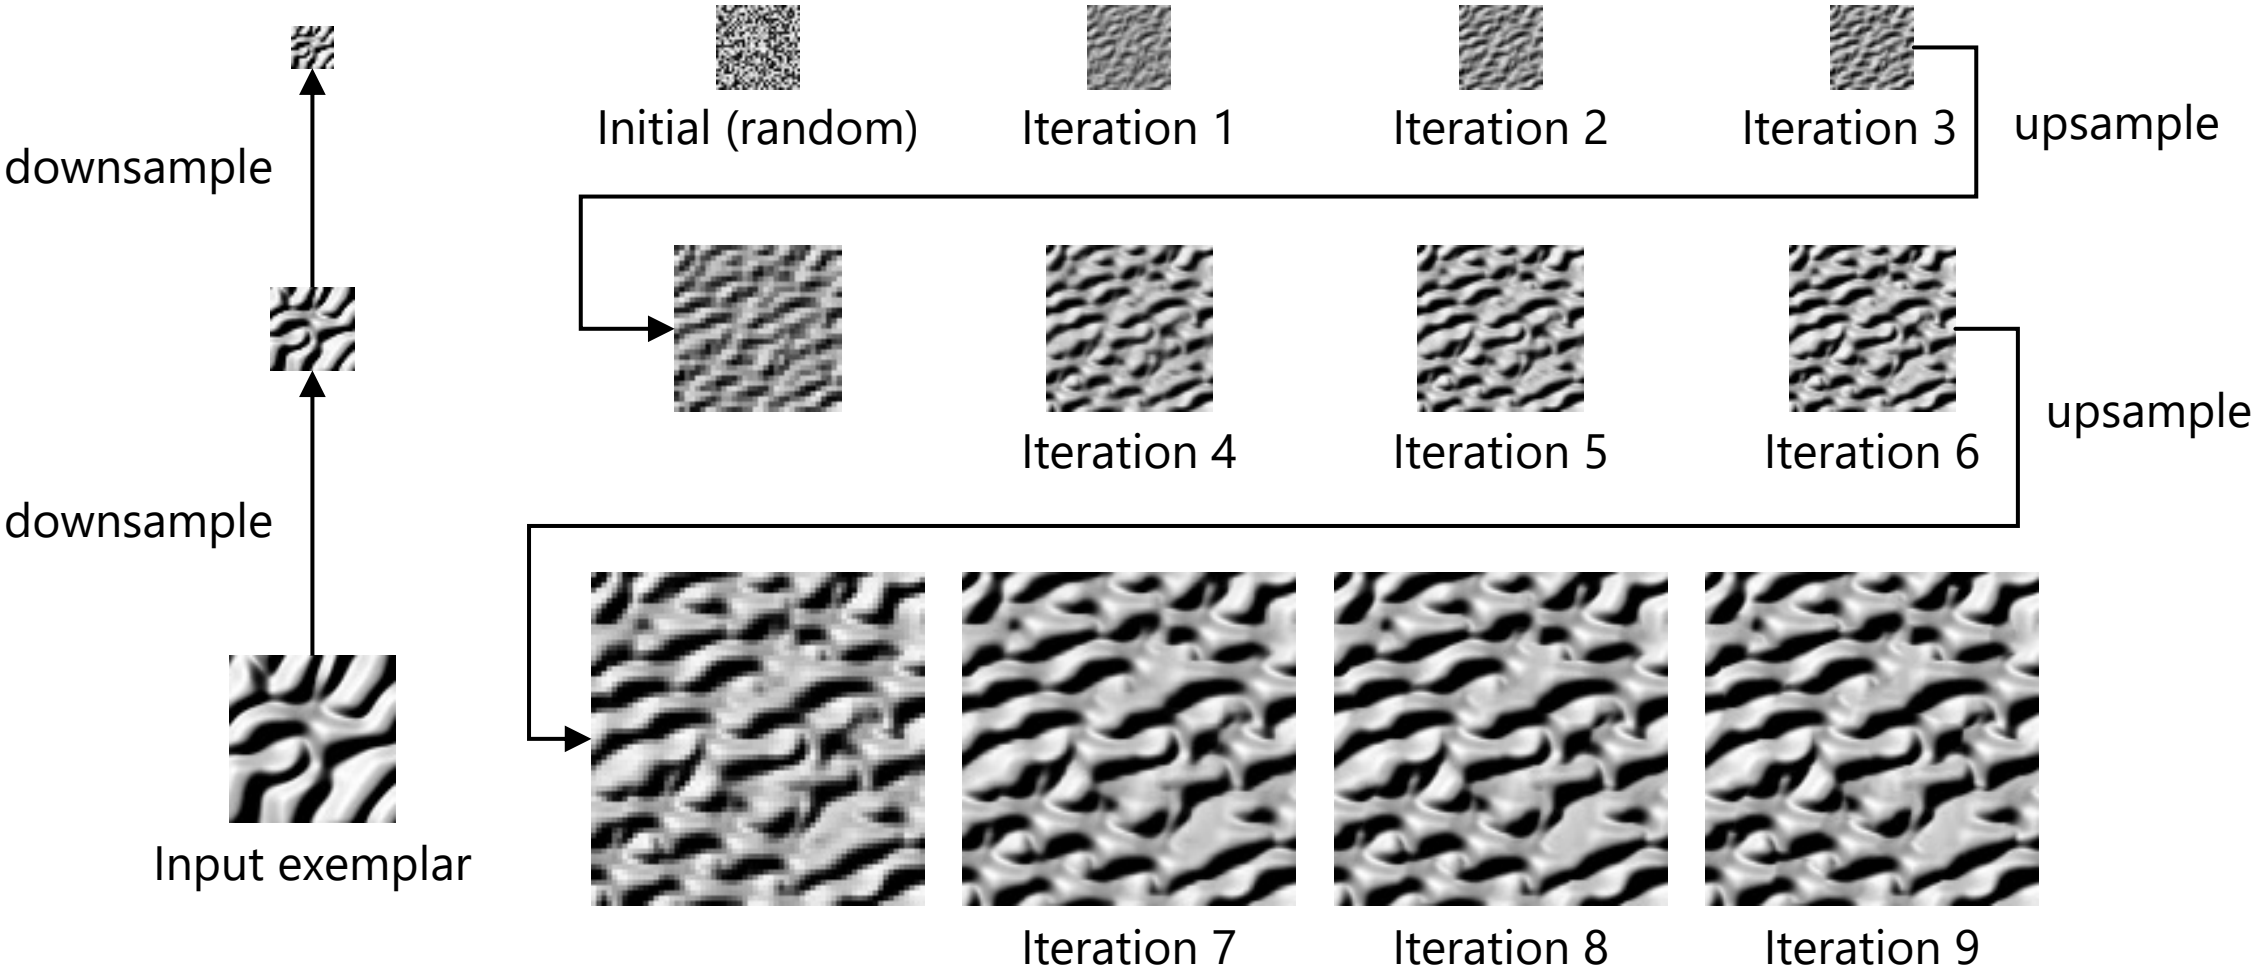 Initial (random)
Iteration 1
Iteration 2
Iteration 3
upsample
downsample
Iteration 4
Iteration 5
Iteration 6
upsample
downsample
Input exemplar
Iteration 7
Iteration 8
Iteration 9